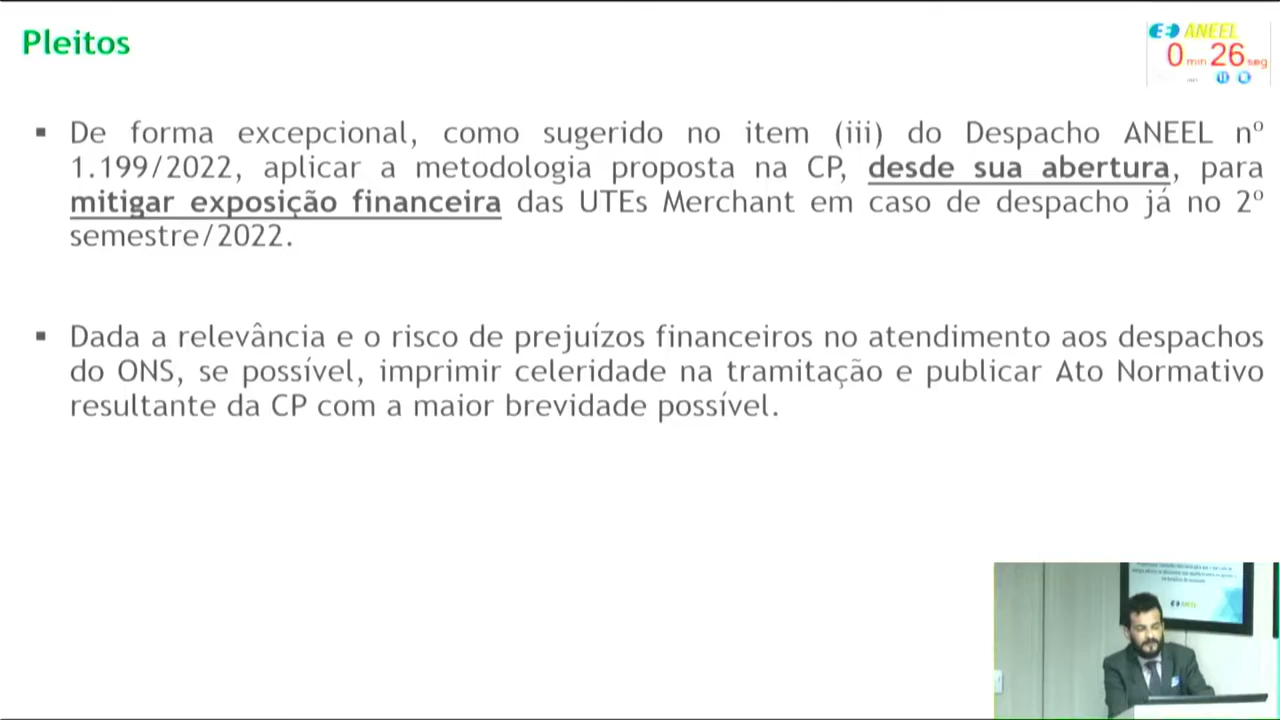 Pleitos
ANEEL
0 min 26 seg
▪ De forma excepcional, como sugerido no item (iii) do Despacho ANEEL nº
1.199/2022, aplicar a metodologia proposta na CP, desde sua abertura, para
mitigar exposição financeira das UTEs Merchant em caso de despacho já no 2º
semestre/2022.
▪ Dada a relevância e o risco de prejuízos financeiros no atendimento aos despachos
do ONS, se possível, imprimir celeridade na tramitação e publicar Ato Normativo
resultante da CP com a maior brevidade possível.
ANEEL